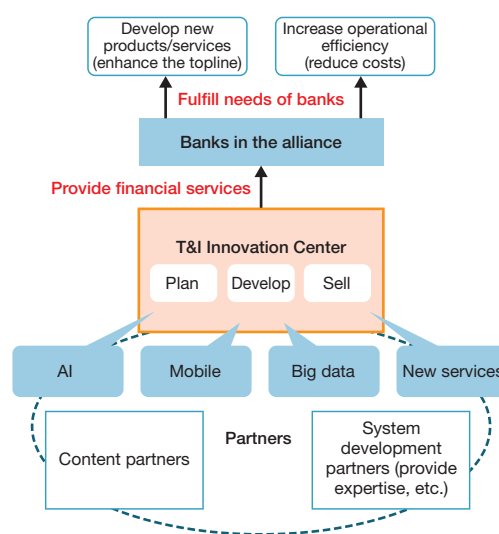 Develop new
products/services
(enhance the topline)
Increase operational
efficiency
(reduce costs)
Fulfill needs of banks
Banks in the alliance
Provide financial services
T&I Innovation Center
Plan
Develop
Sell
AI
Mobile
Big data
New services
Content partners
Partners
System
development
partners (provide
expertise, etc.)